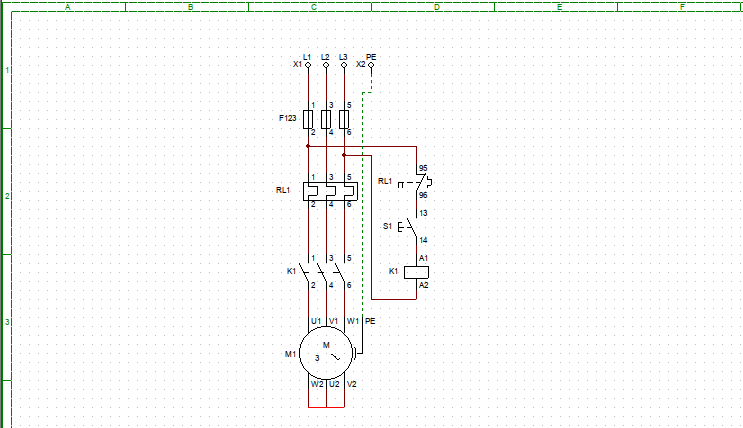 A B C D E F
L1 L2 L3 PE
1 X1 X2
1 3 5
F123
2 4 6
95
1 3 5
RL1
RL1
2 2 4 6
96
13
S1
14
1 3 5 A1
K1 K1
2 4 6 A2
3 U1 V1 W1 PE
M
M1
3
W2 U2 V2